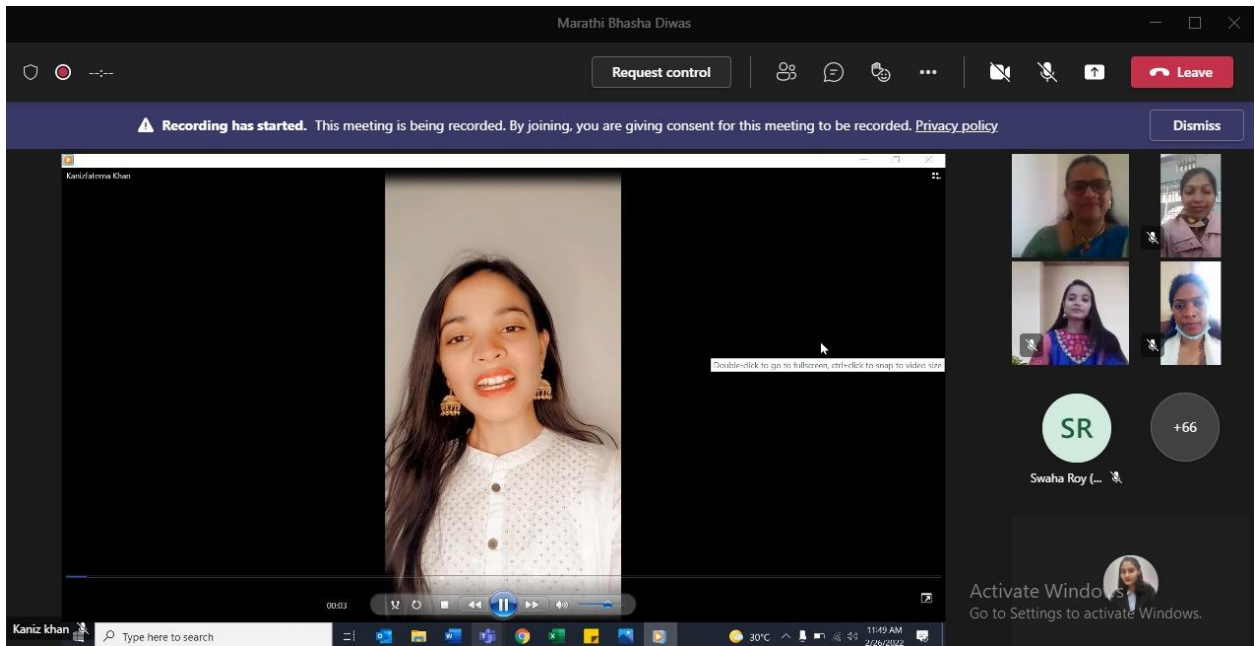 Marathi Bhasha Diwas
--:--
Request control
Leave
Recording has started. This meeting is being recorded. By joining, you are giving consent for this meeting to be recorded. Privacy policy
Dismiss
Kanizfatema Khan
Double-click to go to fullscreen, ctrl+click to snap to video size
SR
+66
Swaha Roy (...
00:03
Activate Windows
Go to Settings to activate Windows.
Kaniz khan
Type here to search
30°C
11:49 AM
2/26/2022